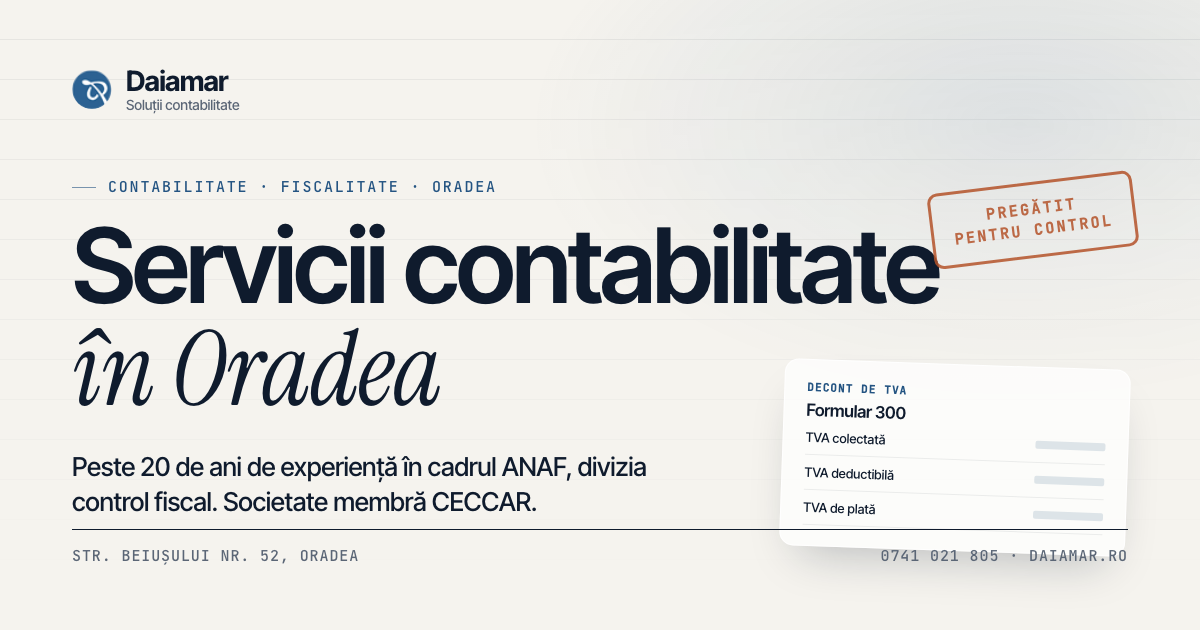 Daiamar
Soluții contabilitate
CONTABILITATE · FISCALITATE · ORADEA
PREGĂTIT
PENTRU CONTROL
Servicii contabilitate
în Oradea
Peste 20 de ani de experiență în cadrul ANAF, divizia
control fiscal. Societate membră CECCAR.
DECONT DE TVA
Formular 300
TVA colectată
TVA deductibilă
TVA de plată
STR. BEIUȘULUI NR. 52, ORADEA
0741 021 805 · DAIAMAR.RO